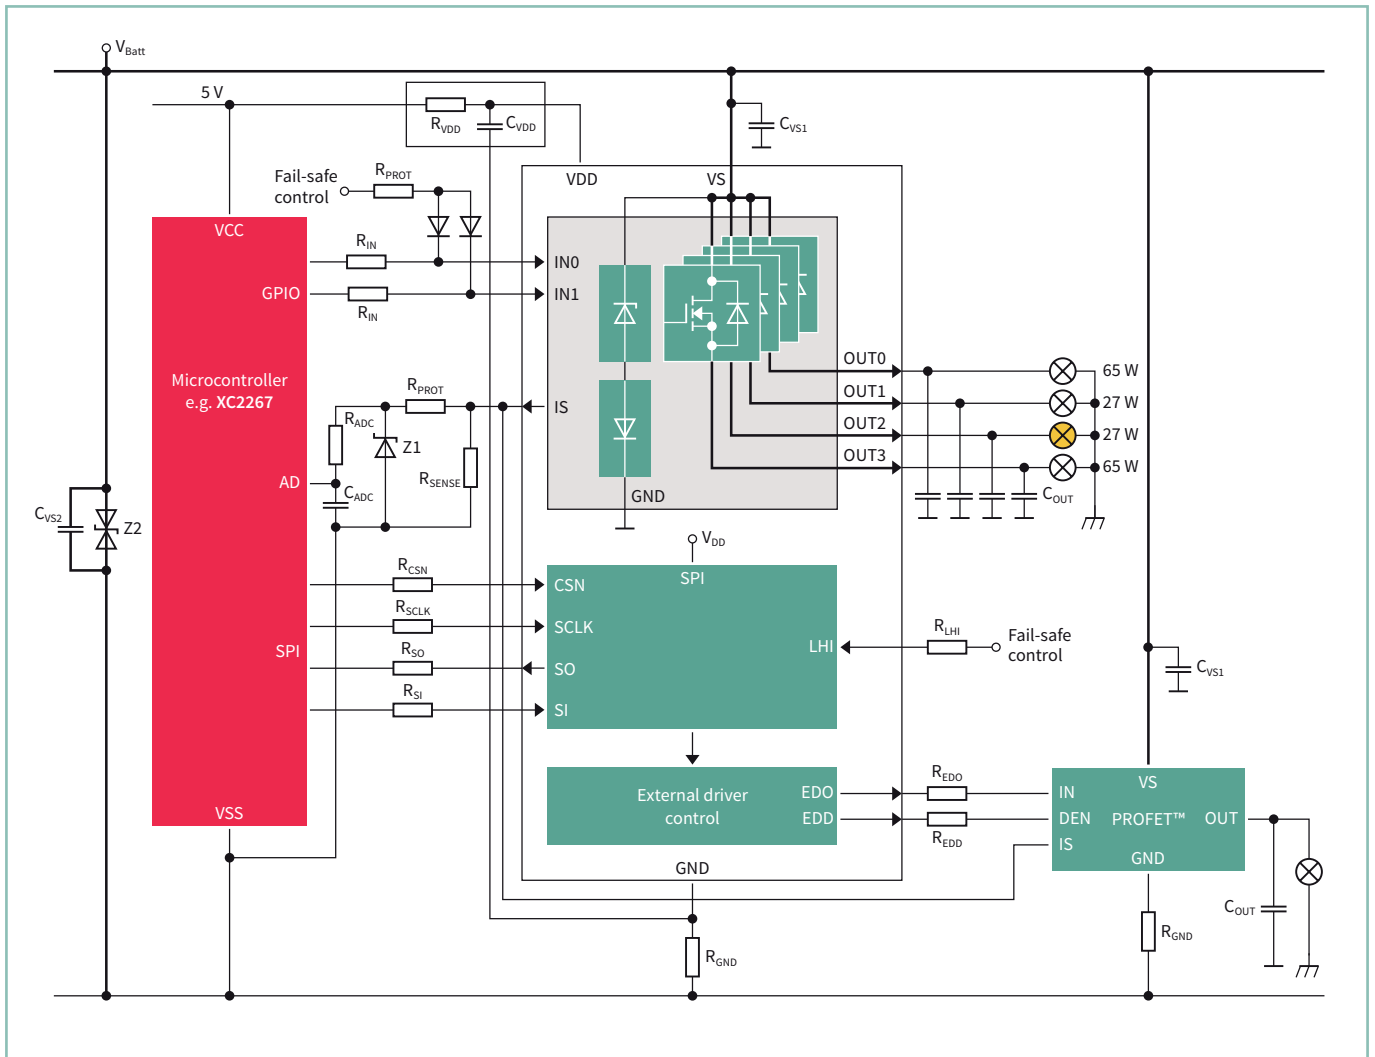 VBatt
5 V
RVDD
CVDD
CVS1
Fail-safe
control
RPROT
VDD
VS
VCC
RIN
IN0
GPIO
IN1
RIN
OUT0
65 W
Microcontroller
e.g. XC2267
RPROT
OUT1
27 W
RADC
IS
OUT2
27 W
Z1
OUT3
65 W
AD
RSENSE
CADC
GND
COUT
CVS2
Z2
VDD
RCSN
CSN
SPI
RSCLK
SCLK
RLHI
Fail-safe
control
SPI
RSO
SO
LHI
CVS1
RSI
SI
REDO
VS
External driver
control
EDO
IN
VSS
EDD
DEN
PROFET™
OUT
REDD
IS
GND
GND
COUT
RGND
RGND